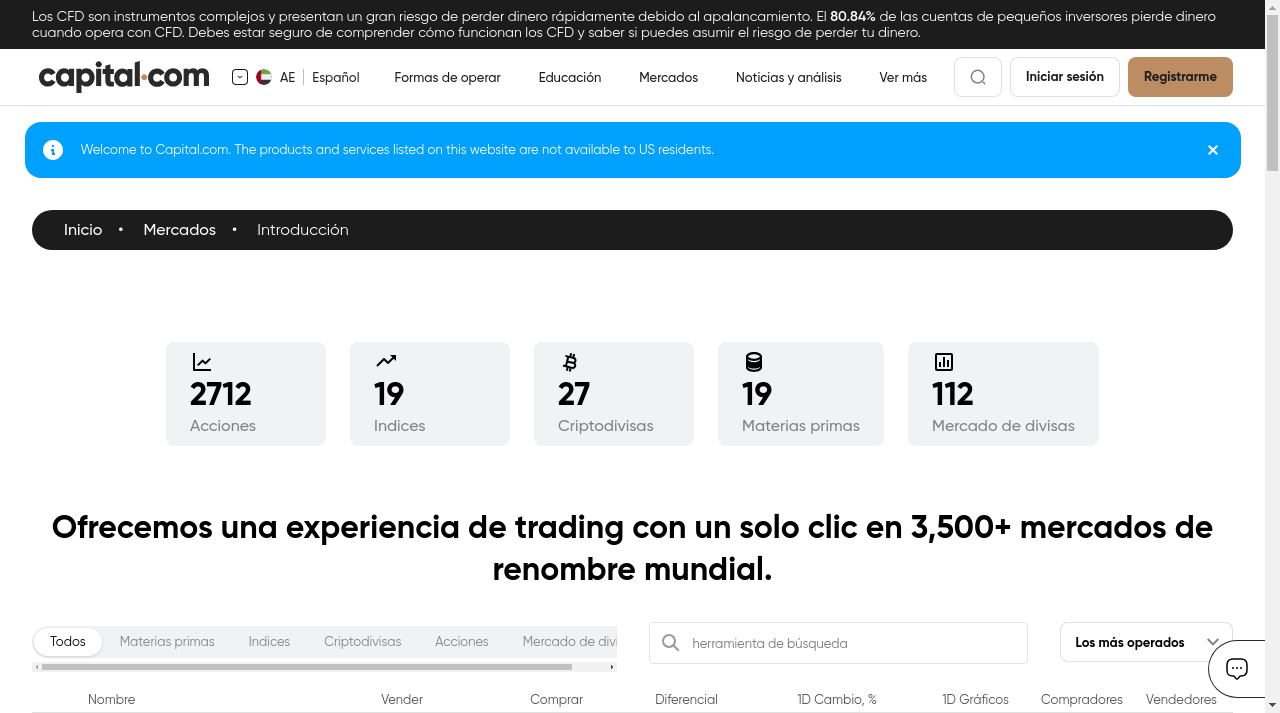 Los CFD son instrumentos complejos y presentan un gran riesgo de perder dinero rápidamente debido al apalancamiento. El 80.84% de las cuentas de pequeños inversores pierde dinero
cuando opera con CFD. Debes estar seguro de comprender cómo funcionan los CFD y saber si puedes asumir el riesgo de perder tu dinero.
capital.com AE Español Formas de operar Educación Mercados Noticias y análisis Ver más Iniciar sesión Registrarme
Welcome to Capital.com. The products and services listed on this website are not available to US residents.
Inicio • Mercados • Introducción
2712 19 27 19 112
Acciones Indices Criptodivisas Materias primas Mercado de divisas
Ofrecemos una experiencia de trading con un solo clic en 3,500+ mercados de
renombre mundial.
Todos Materias primas Indices Criptodivisas Acciones Mercado de divi herramienta de búsqueda Los más operados
Nombre Vender Comprar Diferencial 1D Cambio, % 1D Gráficos Compradores Vendedores